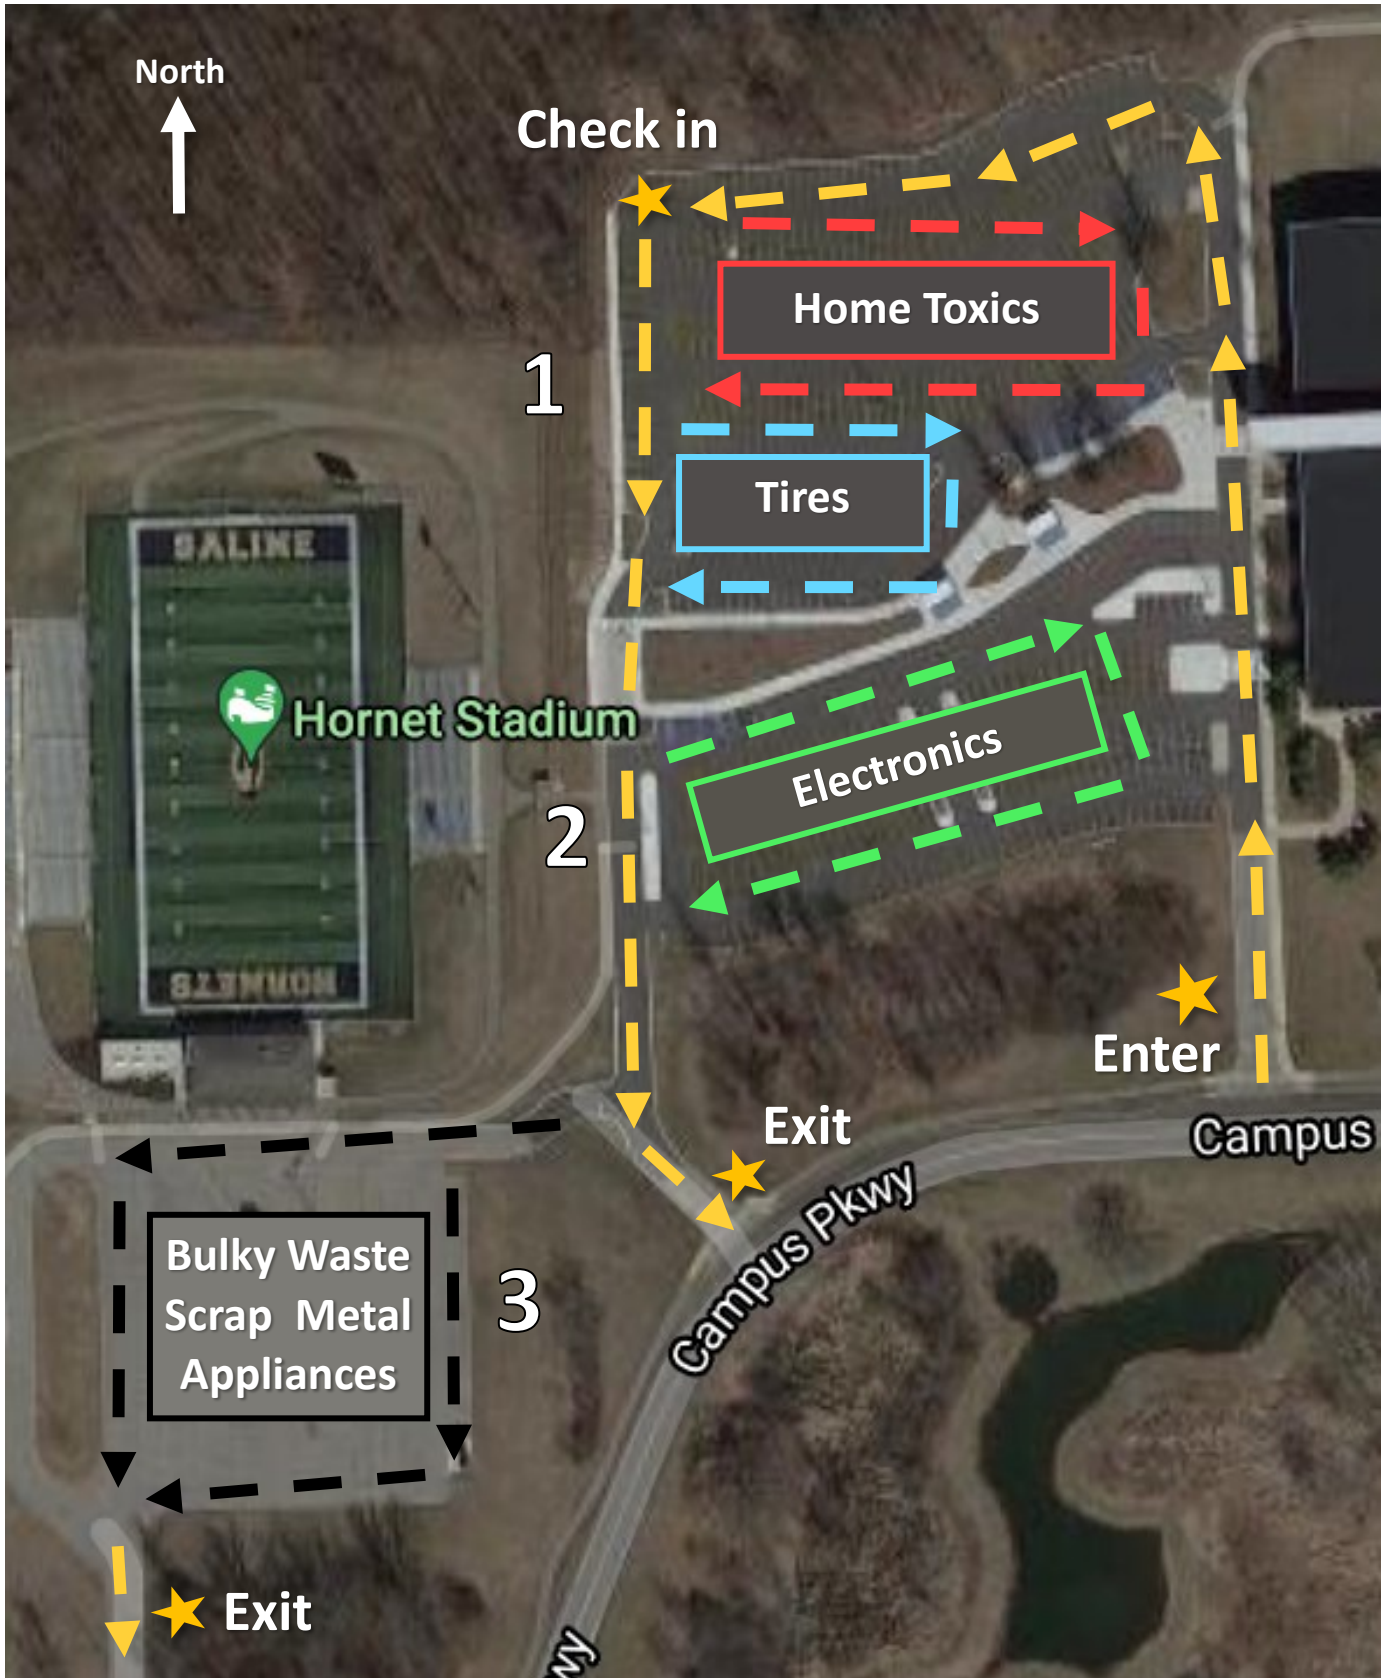 North
Check in
Home Toxics
1
Tires
SALINE
Hornet Stadium
Electronics
2
HORNETS
Enter
Exit
Campus
Campus Pkwy
Bulky Waste
Scrap Metal
Appliances
3
Exit
wy